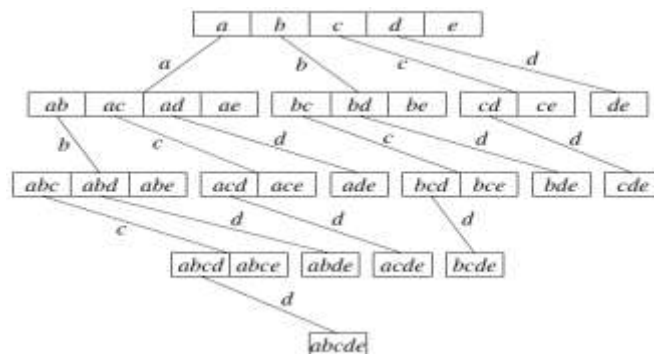 a b c d e
a b c d
ab ac ad ae bc bd be cd ce de
b c d c d d
abc abd abe acd ace ade bcd bce bde cde
c d d d
abcd abce abde acde bcde
d
abcde